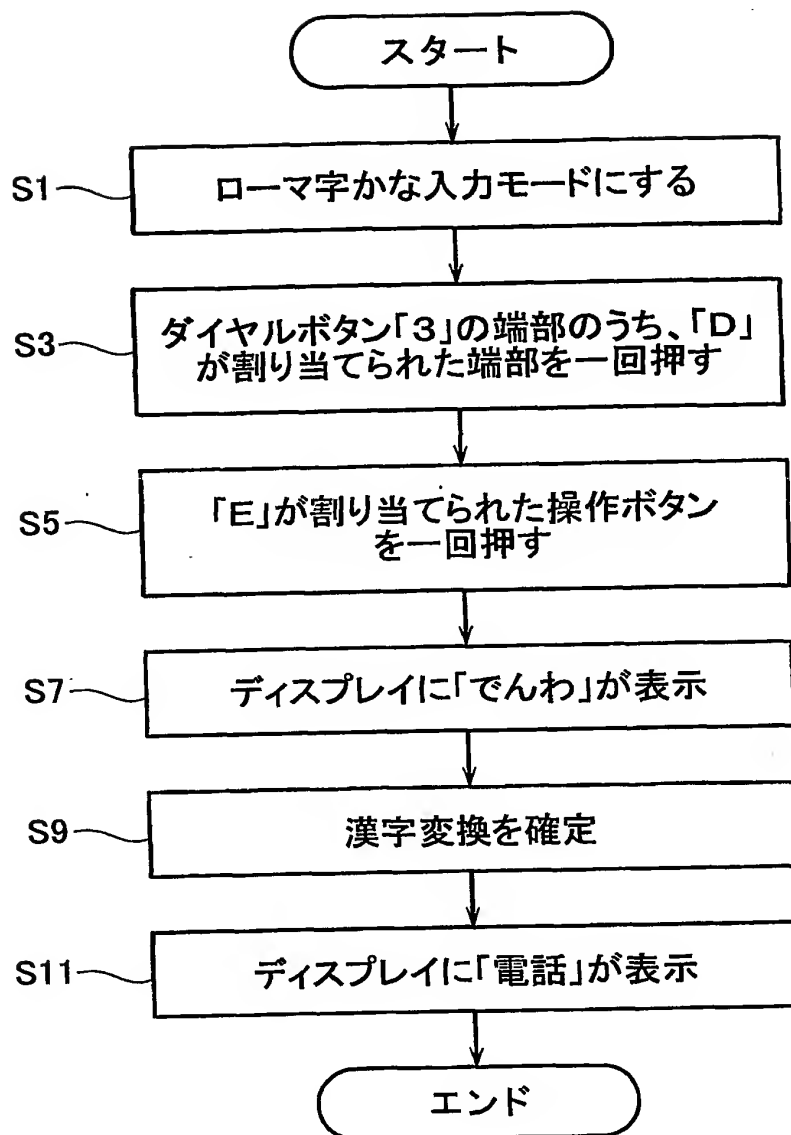 スタート
S1
ローマ字かな入力モードにする
S3
ダイヤルボタン「3」の端部のうち、「D」
が割り当てられた端部を一回押す
S5
「E」が割り当てられた操作ボタン
を一回押す
S7
ディスプレイに「でんわ」が表示
S9
漢字変換を確定
S11
ディスプレイに「電話」が表示
エンド